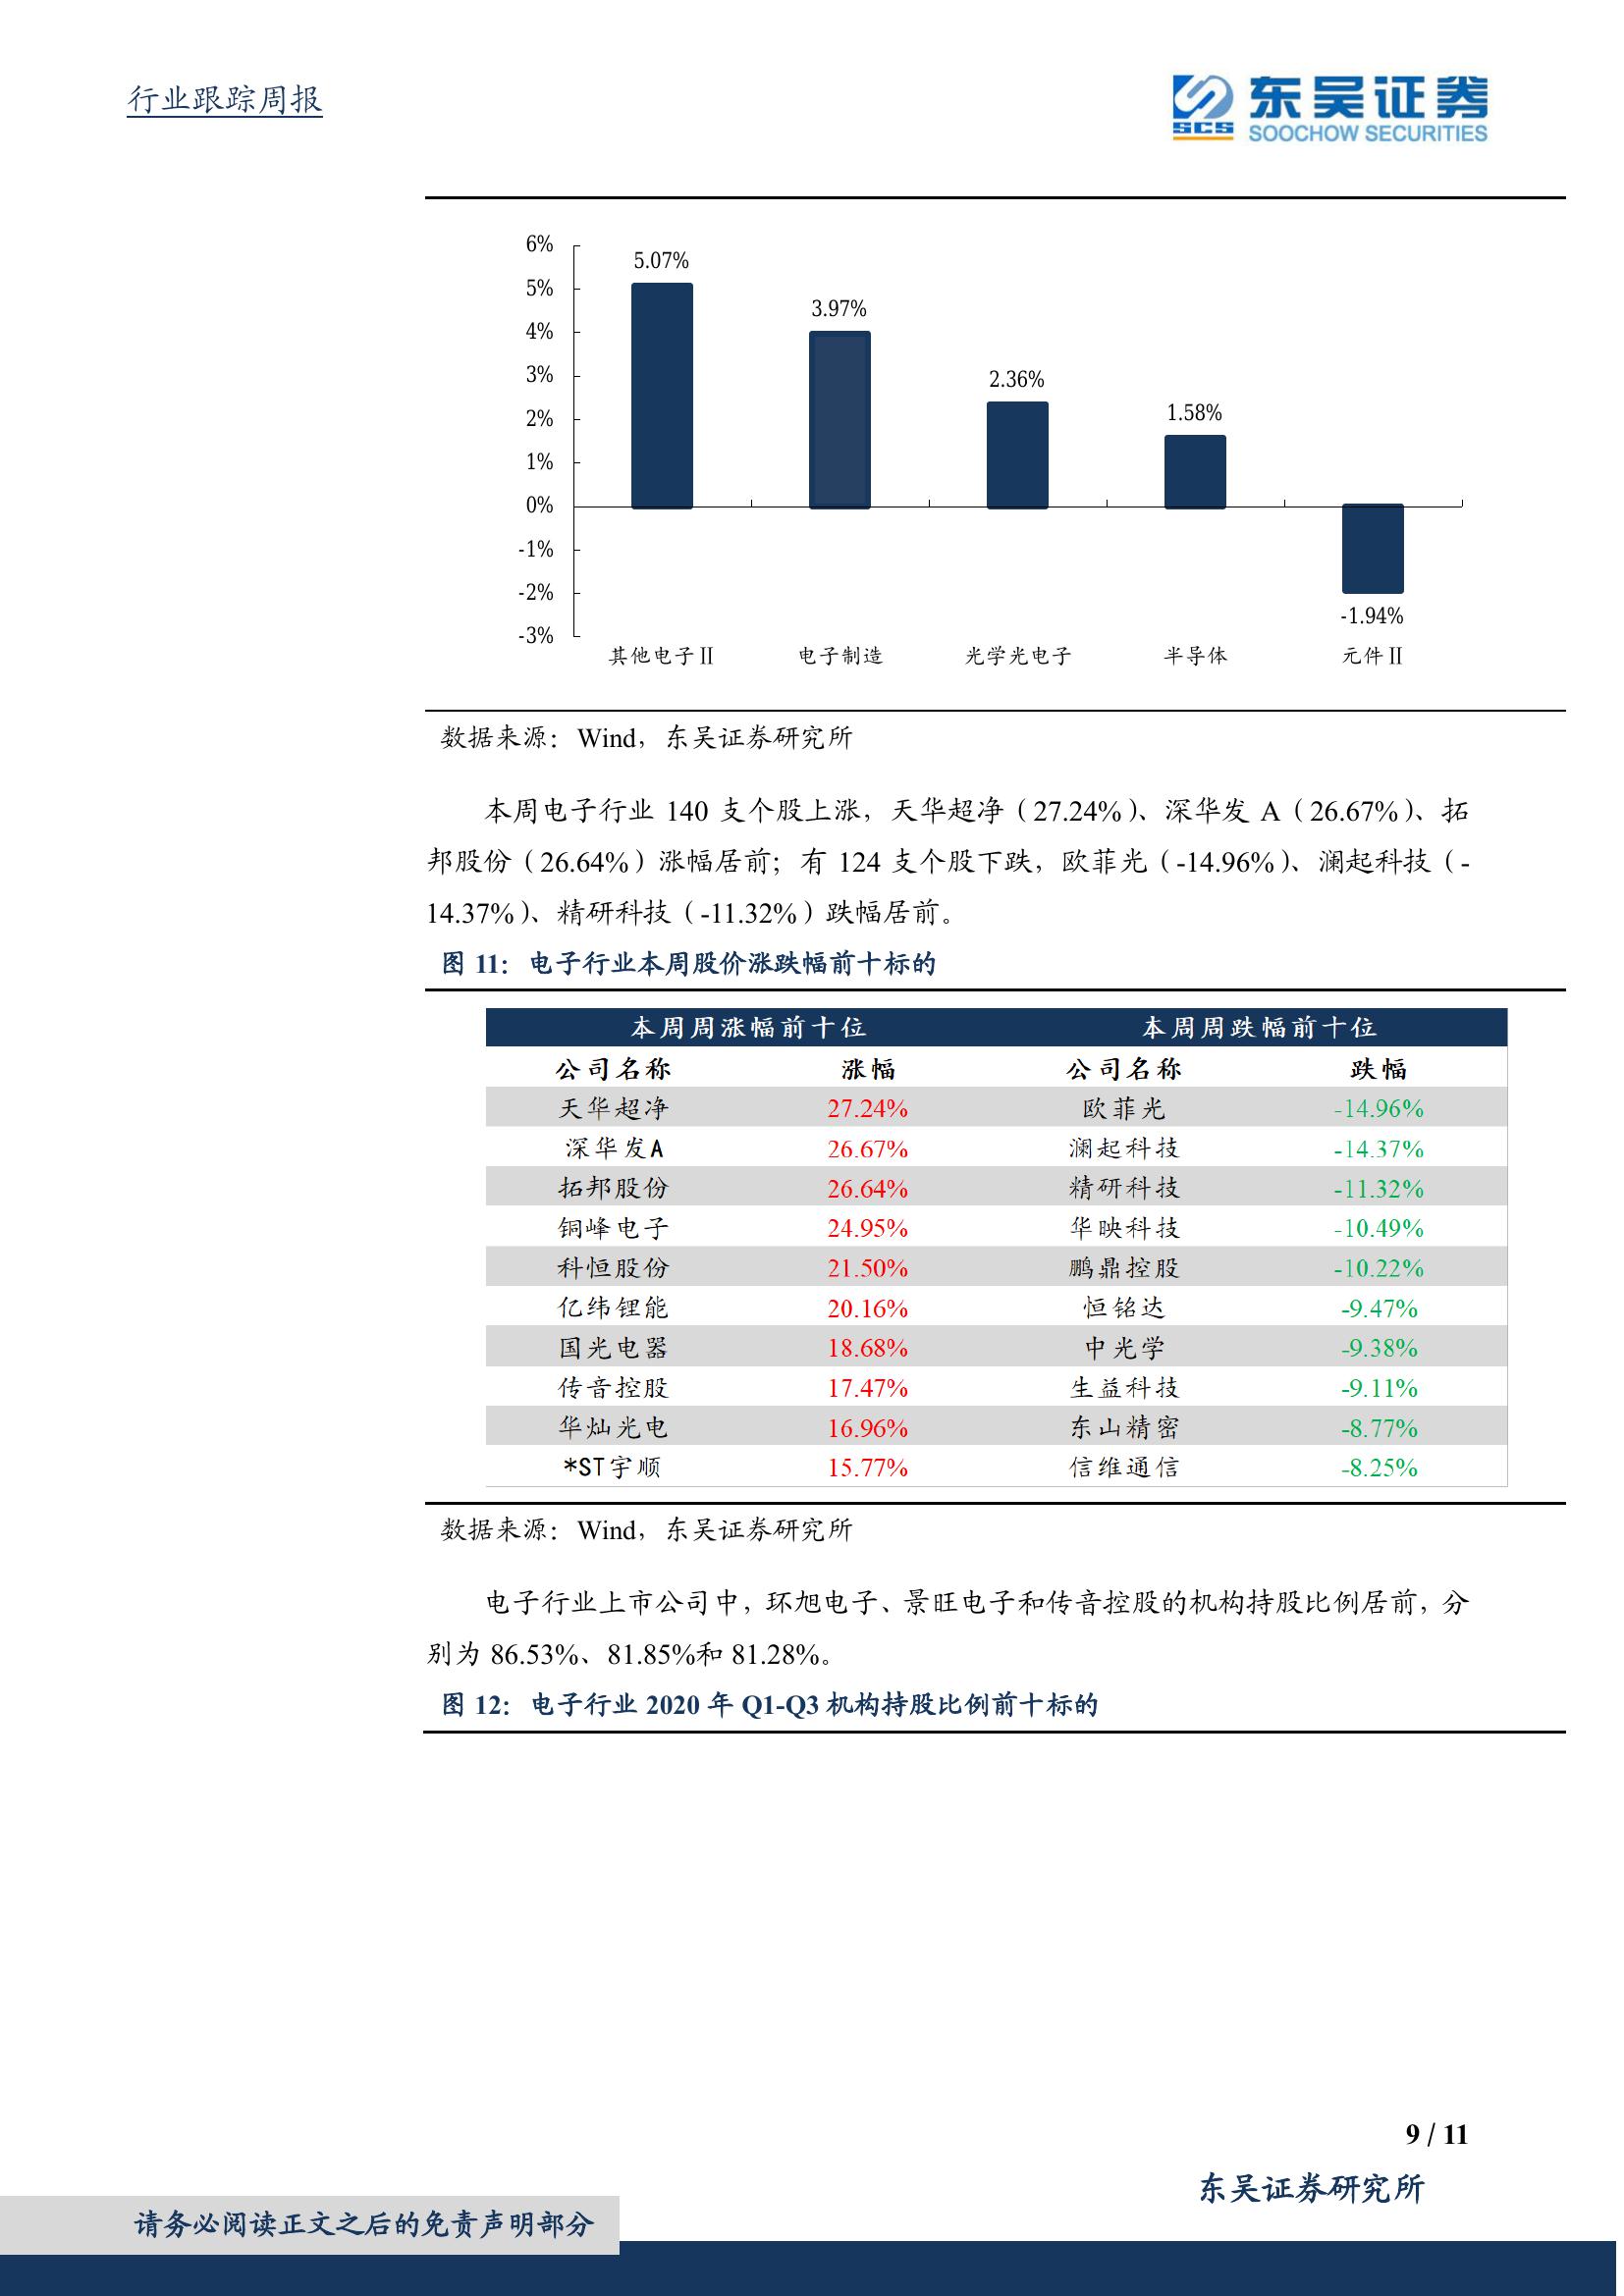 行业跟踪周报
SCS
东吴证券
SOOCHOW SECURITIES
6%
5%
4%
3%
2%
1%
0%
-1%
-2%
-3%
5.07%
3.97%
2.36%
1.58%
-1.94%
其他电子Ⅱ 电子制造 光学光电子 半导体 元件Ⅱ
数据来源：Wind，东吴证券研究所
本周电子行业 140 支个股上涨，天华超净（27.24%）、深华发 A（26.67%）、拓
邦股份（26.64%）涨幅居前；有 124 支个股下跌，欧菲光（-14.96%）、澜起科技（-
14.37%）、精研科技（-11.32%）跌幅居前。
图 11：电子行业本周股价涨跌幅前十标的
本周周涨幅前十位 本周周跌幅前十位
公司名称 涨幅 公司名称 跌幅
天华超净 27.24% 欧菲光 -14.96%
深华发A 26.67% 澜起科技 -14.37%
拓邦股份 26.64% 精研科技 -11.32%
铜峰电子 24.95% 华映科技 -10.49%
科恒股份 21.50% 鹏鼎控股 -10.22%
亿纬锂能 20.16% 恒铭达 -9.47%
国光电器 18.68% 中光学 -9.38%
传音控股 17.47% 生益科技 -9.11%
华灿光电 16.96% 东山精密 -8.77%
*ST宇顺 15.77% 信维通信 -8.25%
数据来源：Wind，东吴证券研究所
电子行业上市公司中，环旭电子、景旺电子和传音控股的机构持股比例居前，分
别为 86.53%、81.85%和 81.28%。
图 12：电子行业 2020 年 Q1-Q3 机构持股比例前十标的
9 / 11
东吴证券研究所
请务必阅读正文之后的免责声明部分